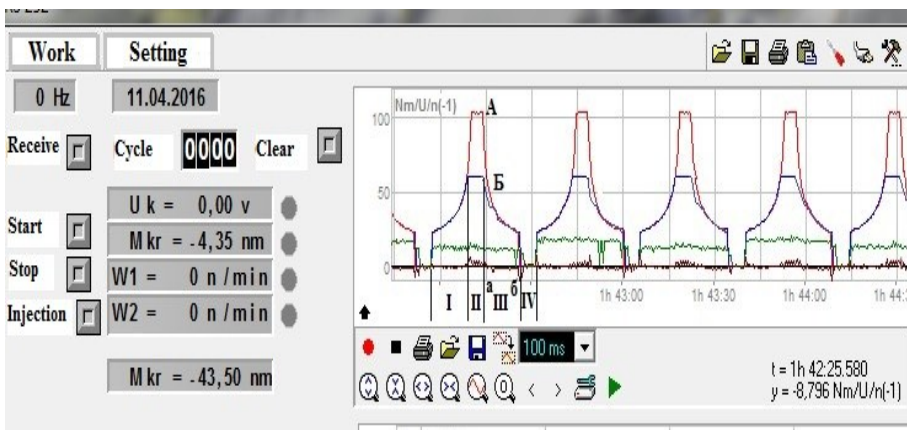 Work Setting
0 Hz 11.04.2016
Receive Cycle 0000 Clear
U k = 0,00 v
Start
M kr = -4,35 nm
Stop
W1 = 0 n / min
Injection
W2 = 0 n / min
M kr = -43,50 nm
Nm/U/n(-1)
100
А
50
Б
0
а б
I II III IV
1h 43:00 1h 43:30 1h 44:00 1h 44:
100 ms
t = 1h 42:25.580
y = -8,796 Nm/U/n(-1)